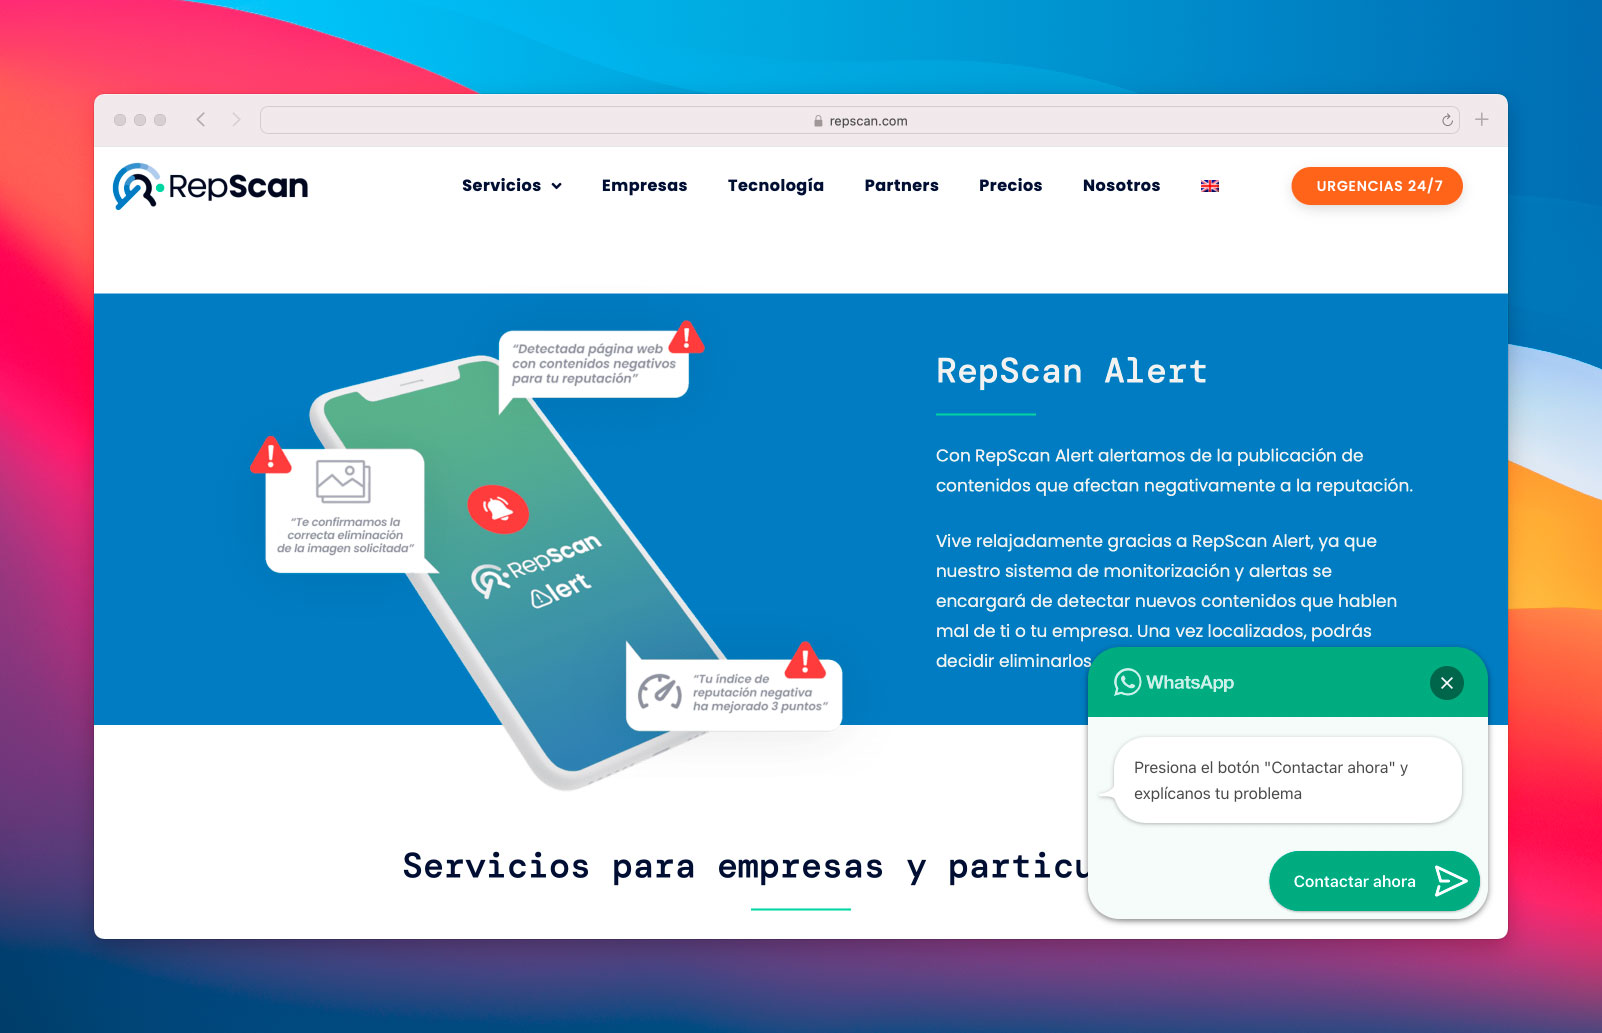 repscan.com
RepScan
Servicios
Empresas
Tecnología
Partners
Precios
Nosotros
URGENCIAS 24/7
“Detectada página web
con contenidos negativos
para tu reputación”
“Te confirmamos la
correcta eliminación
de la imagen solicitada”
RepScan
Alert
“Tu índice de
reputación negativa
ha mejorado 3 puntos”
RepScan Alert
Con RepScan Alert alertamos de la publicación de
contenidos que afectan negativamente a la reputación.
Vive relajadamente gracias a RepScan Alert, ya que
nuestro sistema de monitorización y alertas se
encargará de detectar nuevos contenidos que hablen
mal de ti o tu empresa. Una vez localizados, podrás
decidir eliminarlos
WhatsApp
Presiona el botón "Contactar ahora" y
explícanos tu problema
Contactar ahora
Servicios para empresas y particu